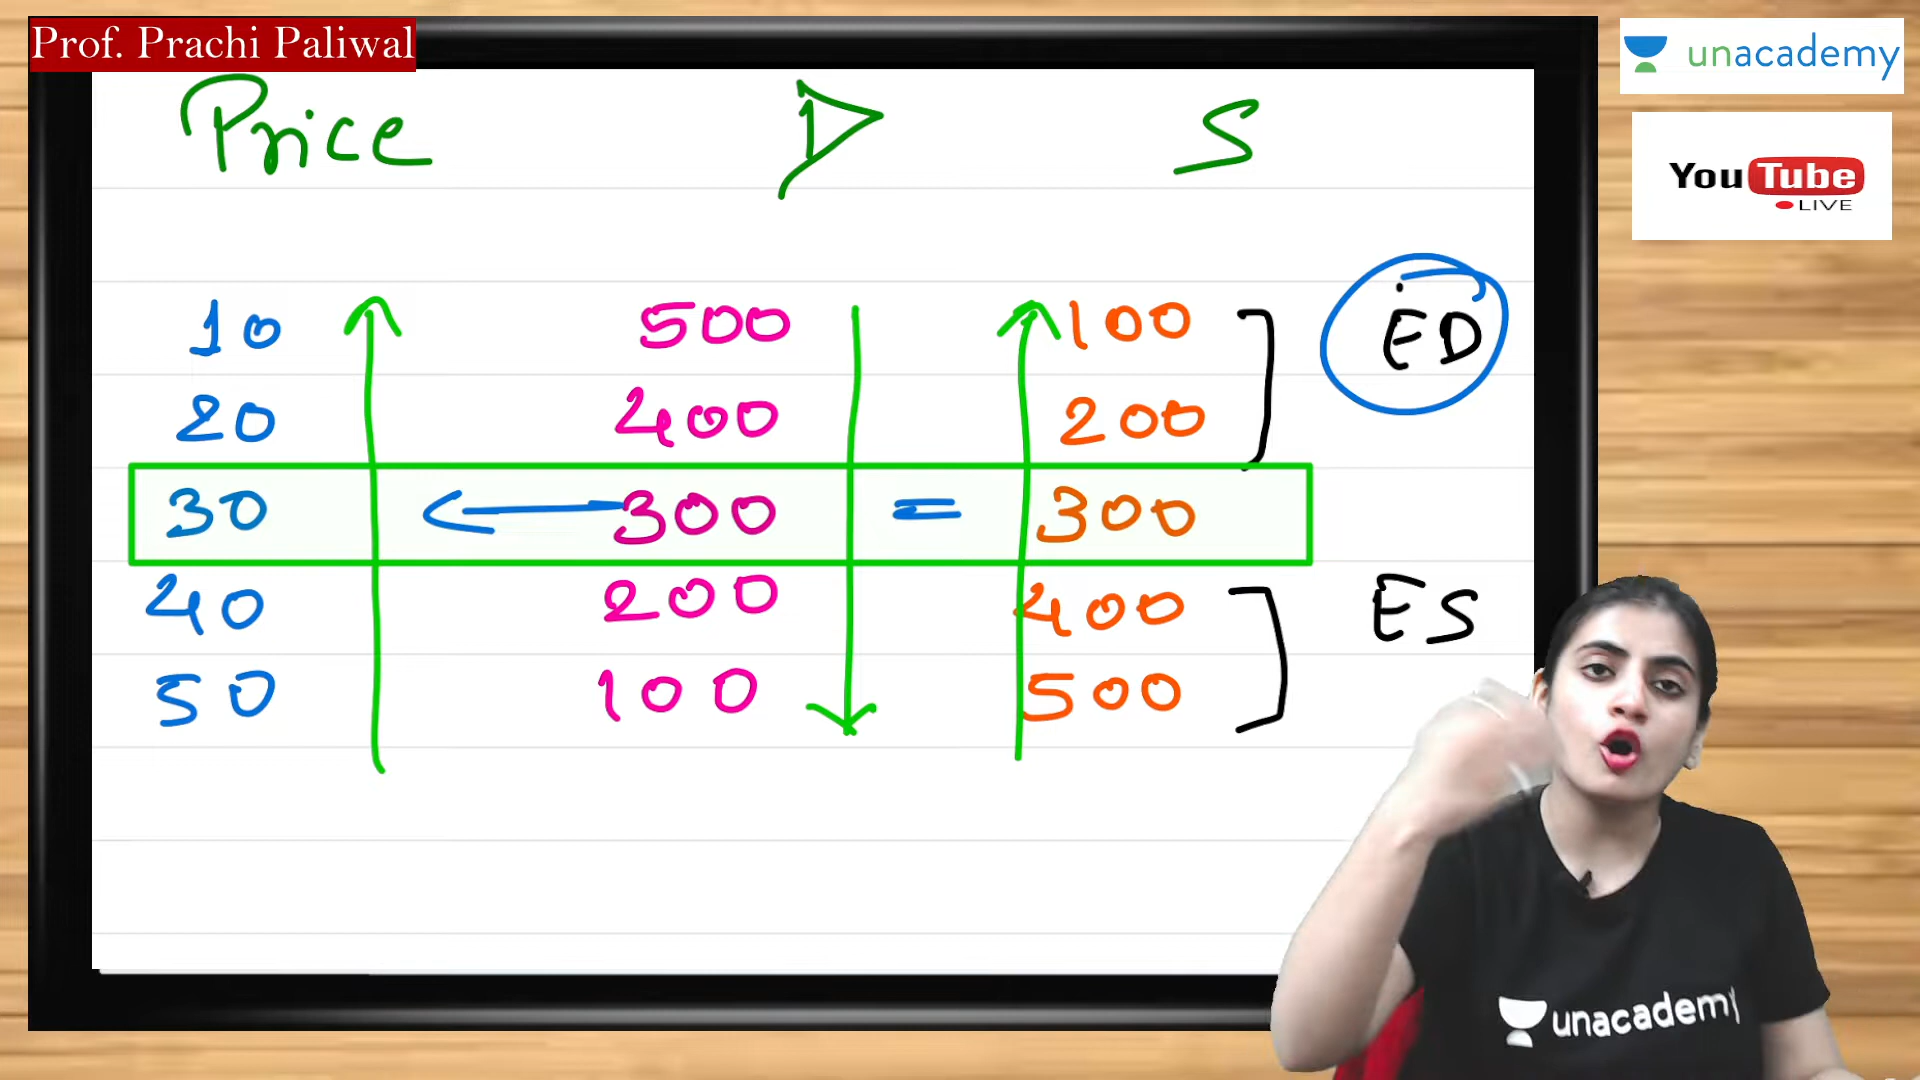 Prof. Prachi Paliwal
unacademy
YouTube
LIVE
Price D S
10 500 100
20 400 200
ED
30 ← 300 = 300
40 200 400
50 100 500
ES
unacademy